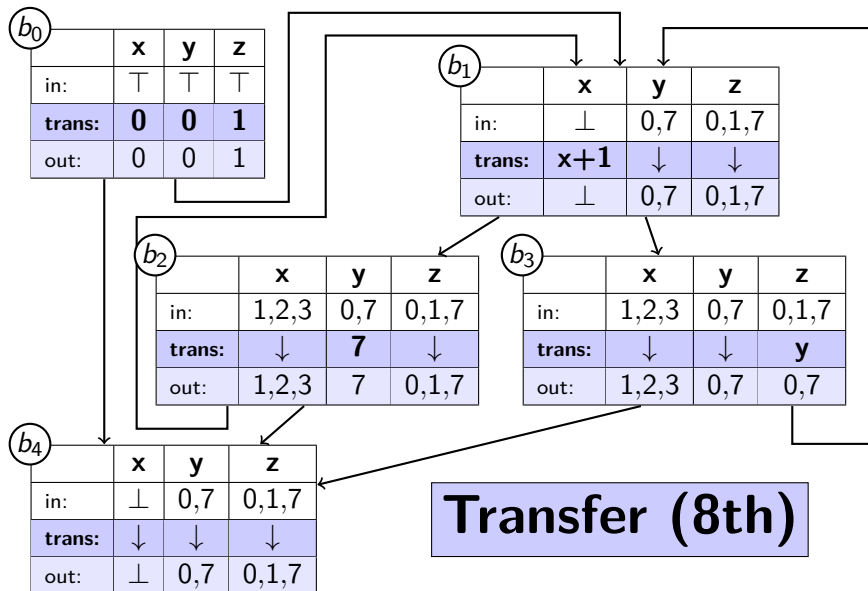 b0
x y z
in: ⊤ ⊤ ⊤
trans: 0 0 1
out: 0 0 1
b1
x y z
in: ⊥ 0,7 0,1,7
trans: x+1 ↓ ↓
out: ⊥ 0,7 0,1,7
b2
x y z
in: 1,2,3 0,7 0,1,7
trans: ↓ 7 ↓
out: 1,2,3 7 0,1,7
b3
x y z
in: 1,2,3 0,7 0,1,7
trans: ↓ ↓ y
out: 1,2,3 0,7 0,7
b4
x y z
in: ⊥ 0,7 0,1,7
trans: ↓ ↓ ↓
out: ⊥ 0,7 0,1,7
Transfer (8th)